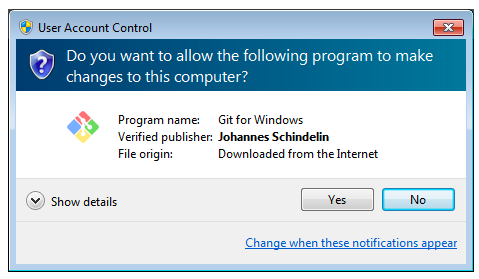 User Account Control
Do you want to allow the following program to make
changes to this computer?
Program name: Git for Windows
Verified publisher: Johannes Schindelin
File origin: Downloaded from the Internet
Show details Yes No
Change when these notifications appear